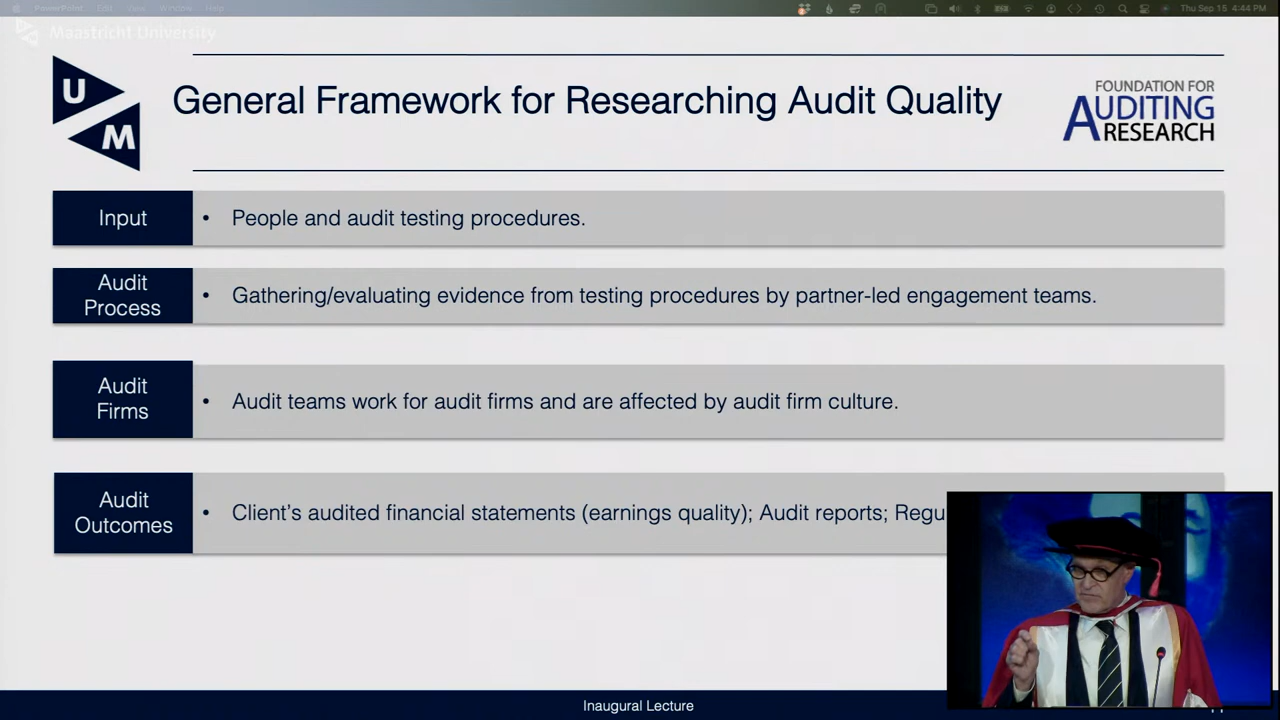 PowerPoint Edit View Window Help
Thu Sep 15 4:44 PM
Maastricht University
UM
General Framework for Researching Audit Quality
FOUNDATION FOR
AUDITING
RESEARCH
Input
• People and audit testing procedures.
Audit
Process
• Gathering/evaluating evidence from testing procedures by partner-led engagement teams.
Audit
Firms
• Audit teams work for audit firms and are affected by audit firm culture.
Audit
Outcomes
• Client’s audited financial statements (earnings quality); Audit reports; Regu
Inaugural Lecture